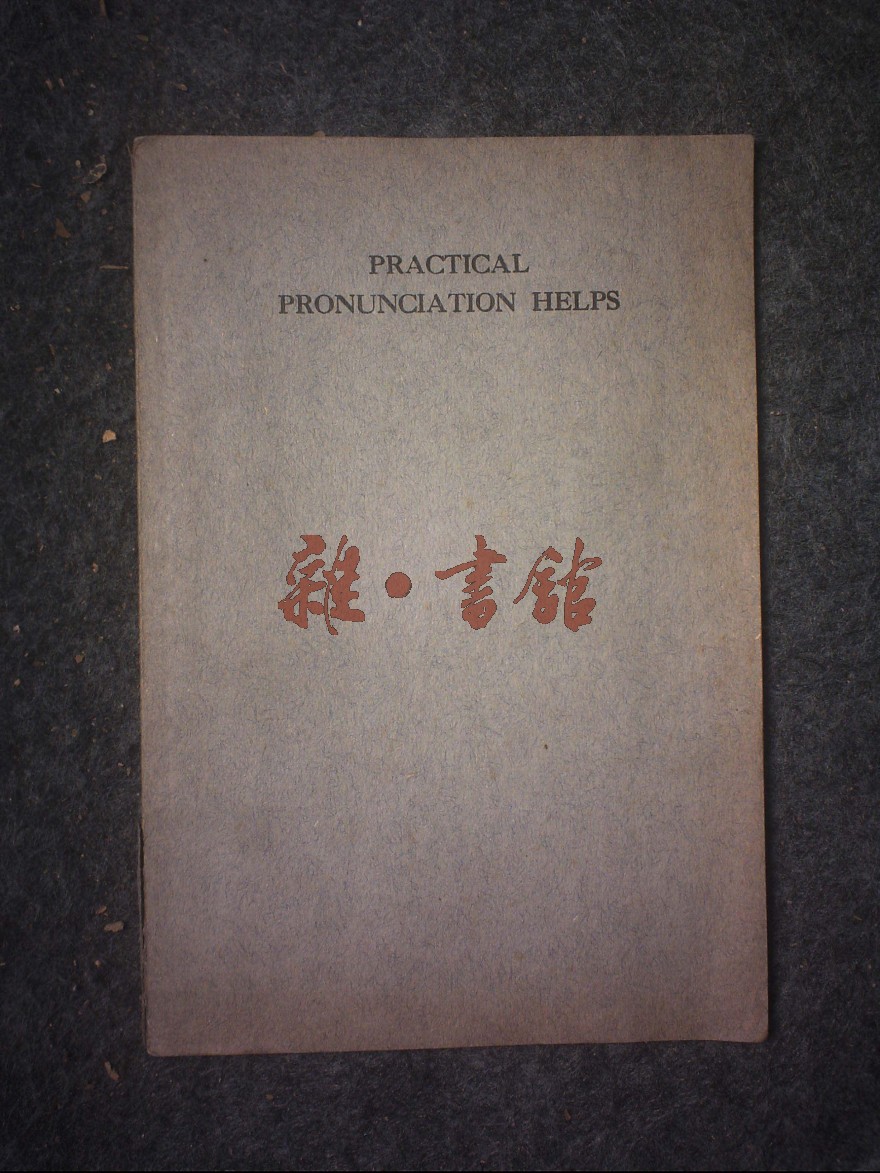 PRACTICAL
PRONUNCIATION HELPS
雜·書館